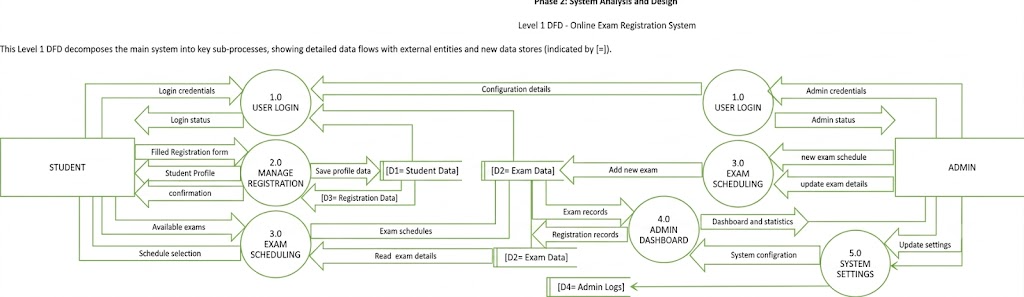 Phase 2: System Analysis and Design
Level 1 DFD - Online Exam Registration System
This Level 1 DFD decomposes the main system into key sub-processes, showing detailed data flows with external entities and new data stores (indicated by [=]).
Login credentials
1.0
USER LOGIN
Configuration details
1.0
USER LOGIN
Admin credentials
Login status
Admin status
STUDENT
Filled Registration form
Student Profile
confirmation
2.0
MANAGE
REGISTRATION
Save profile data
[D1= Student Data]
[D3= Registration Data]
[D2= Exam Data]
Add new exam
3.0
EXAM
SCHEDULING
new exam schedule
update exam details
ADMIN
Available exams
Schedule selection
3.0
EXAM
SCHEDULING
Exam schedules
Read exam details
Exam records
Registration records
[D2= Exam Data]
4.0
ADMIN
DASHBOARD
Dashboard and statistics
System configration
5.0
SYSTEM
SETTINGS
Update settings
[D4= Admin Logs]